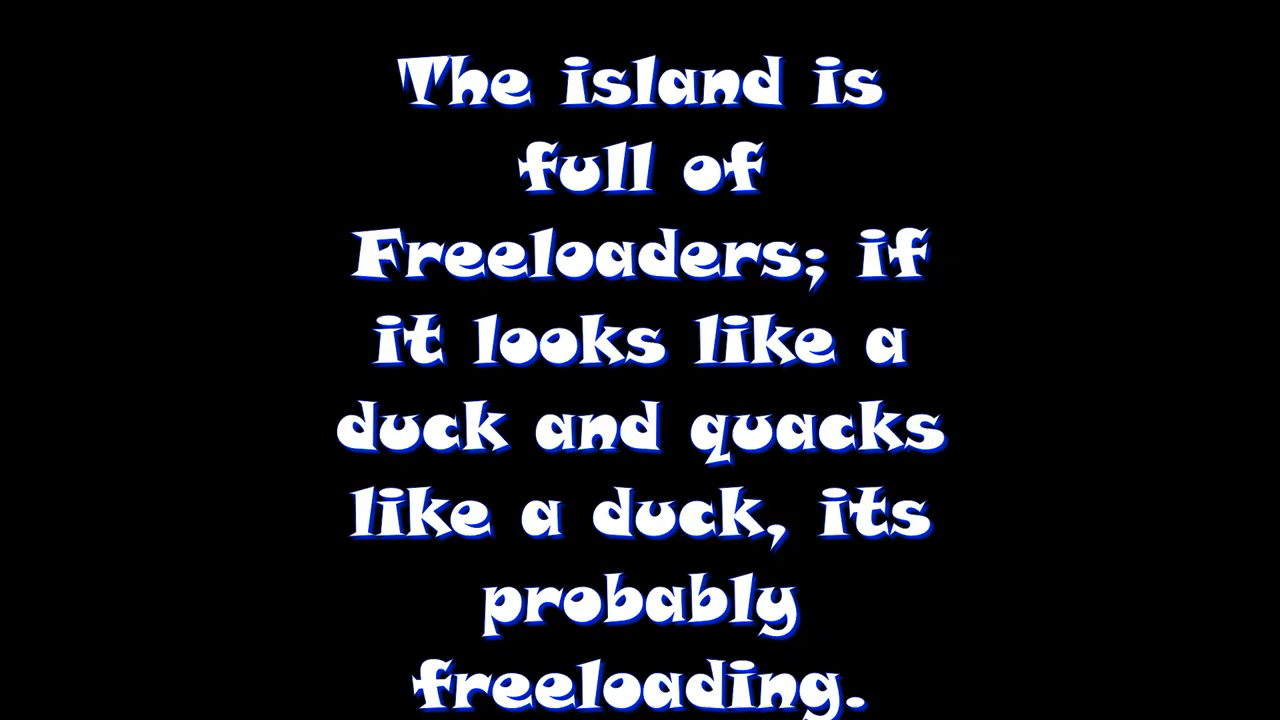 The island is
full of
Freeloaders; if
it looks like a
duck and quacks
like a duck, its
probably
freeloading.